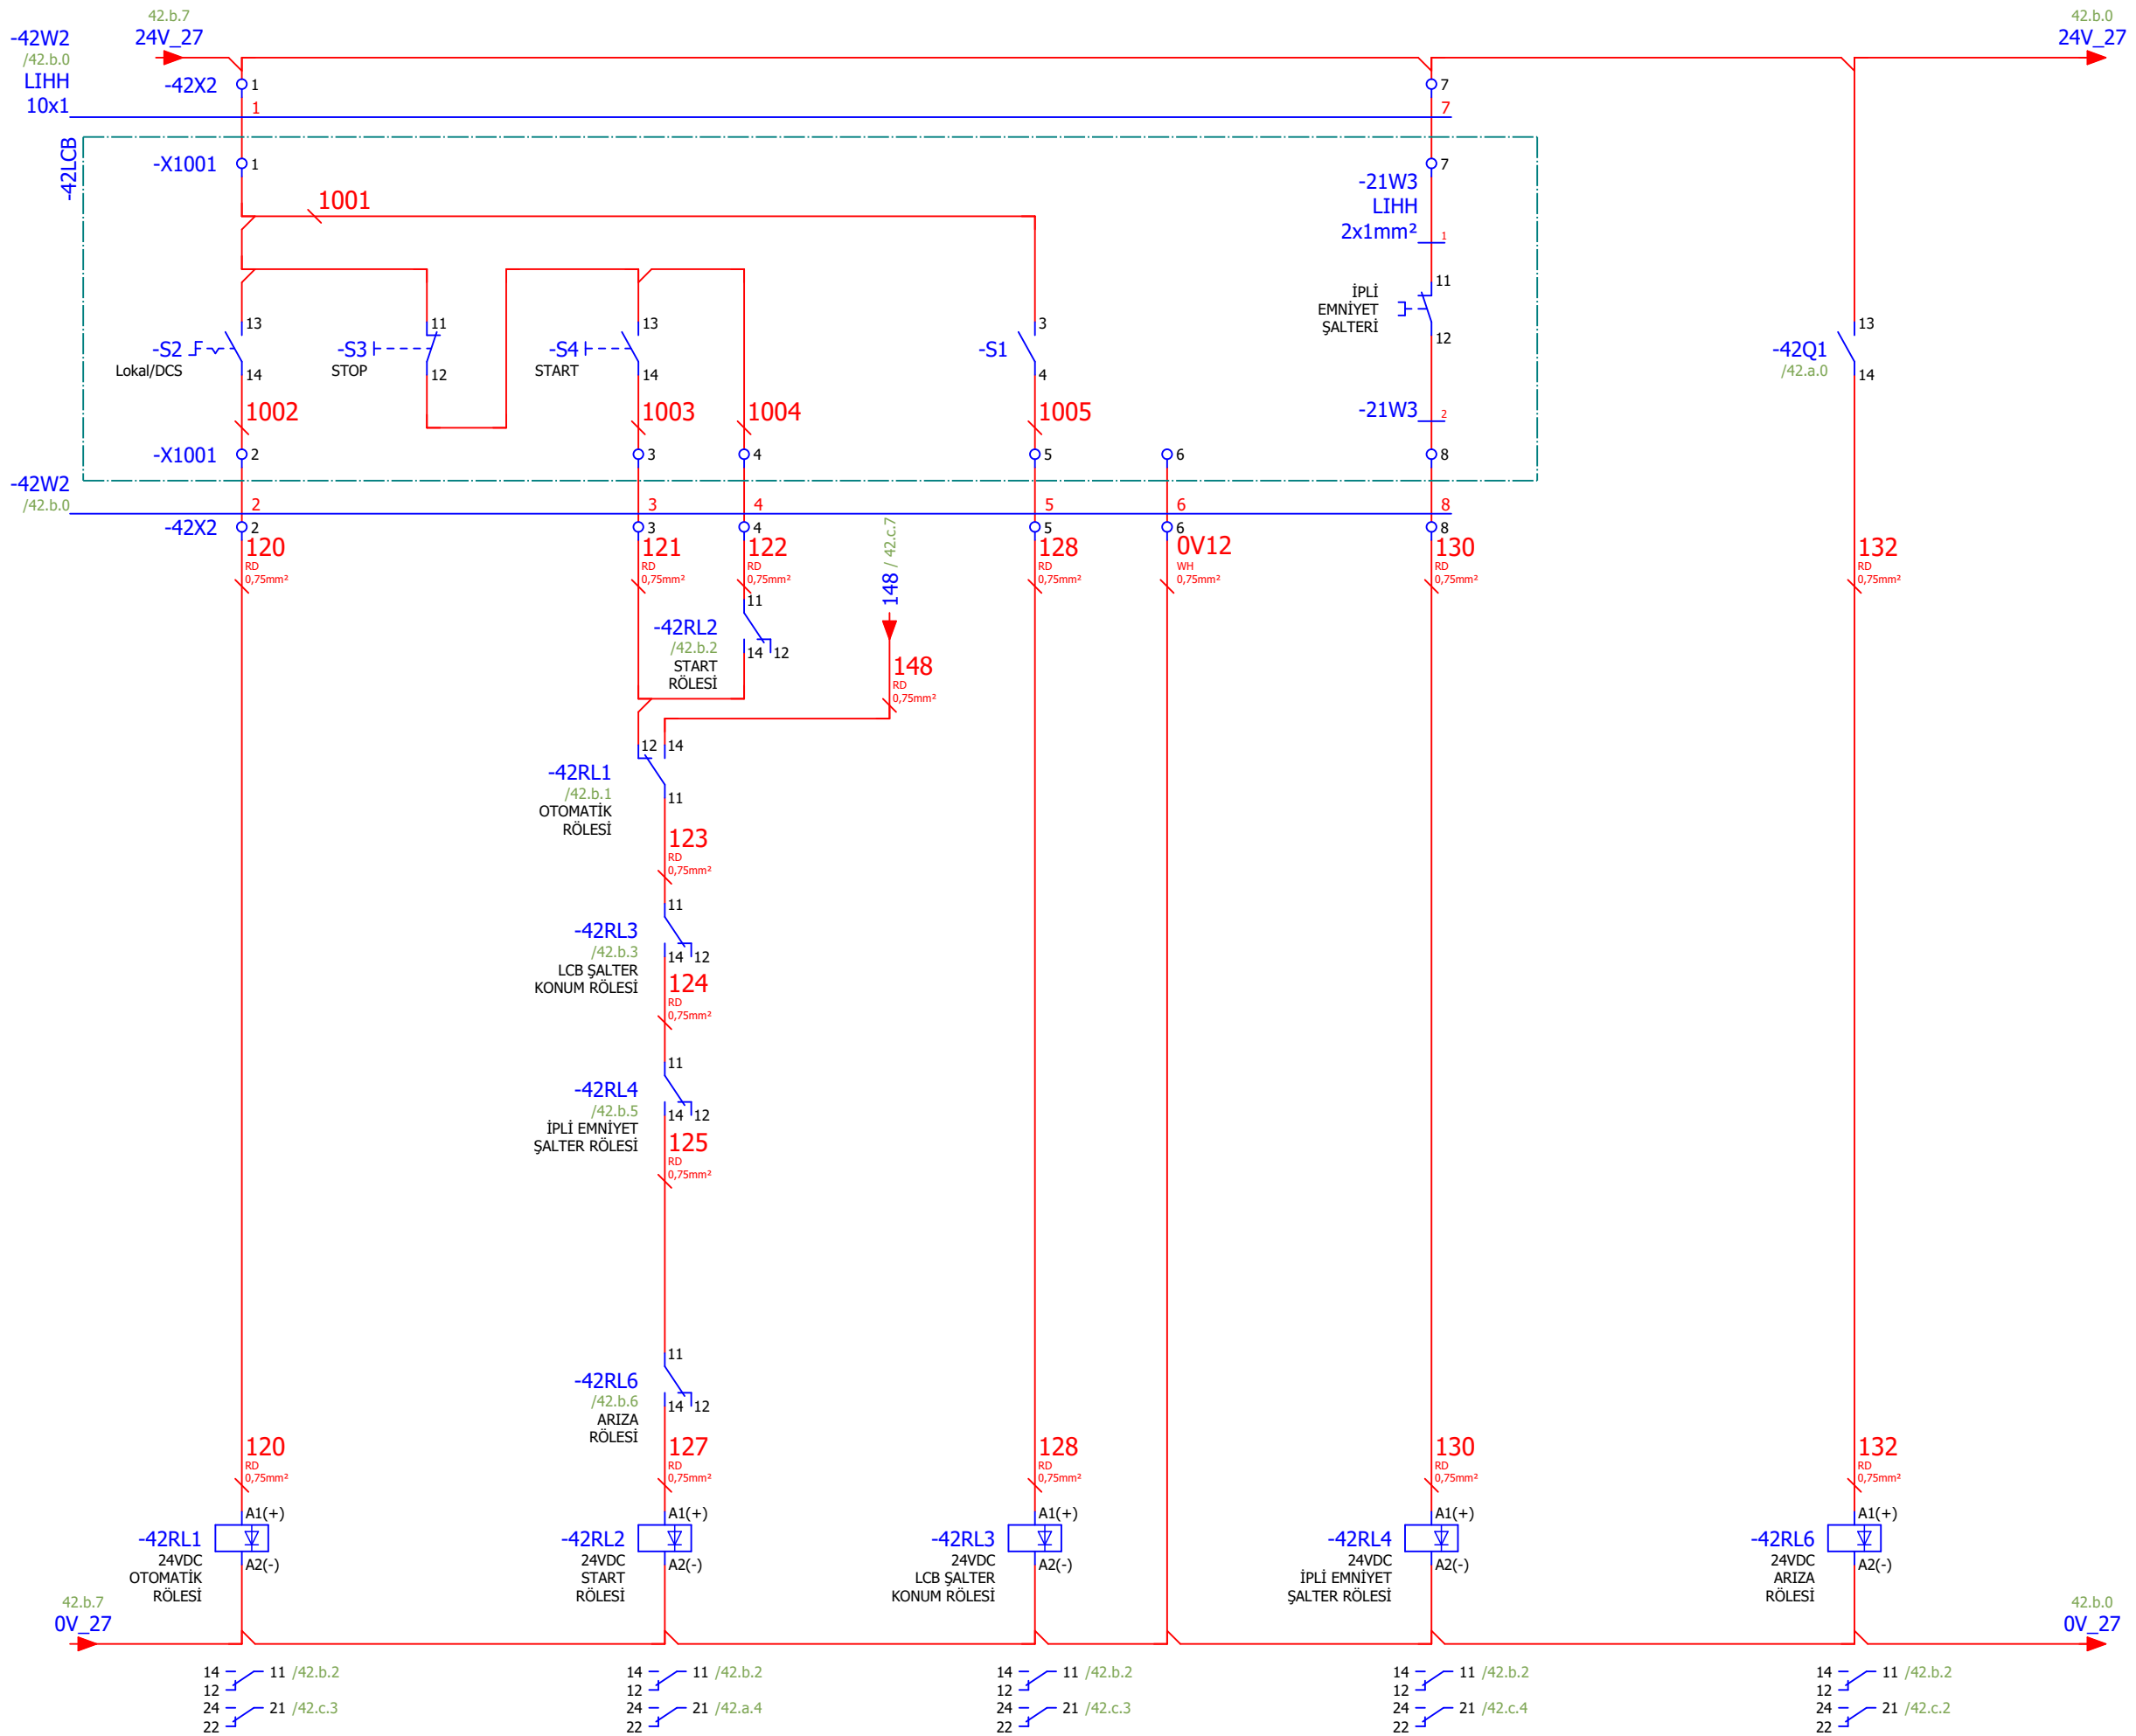 42.b.7
24V_27
42.b.0
24V_27
-42W2
/42.b.0
LIHH
10x1
-42X2
1
7
1
7
-42LCB
-X1001
1
7
1001
-21W3
LIHH
2x1mm²
1
-S2
Lokal/DCS
13
14
-S3
STOP
11
12
-S4
START
13
14
-S1
3
4
İPLİ
EMNİYET
ŞALTERİ
11
12
-42Q1
/42.a.0
13
14
1002
1003
1004
1005
-21W3
2
-X1001
2
3
4
5
6
8
-42W2
/42.b.0
2
3
4
5
6
8
-42X2
2
3
4
5
6
8
120
RD
0,75mm²
121
RD
0,75mm²
122
RD
0,75mm²
148 / 42.c.7
128
RD
0,75mm²
0V12
WH
0,75mm²
130
RD
0,75mm²
132
RD
0,75mm²
-42RL2
/42.b.2
START
RÖLESİ
11
14
12
148
RD
0,75mm²
-42RL1
/42.b.1
OTOMATİK
RÖLESİ
12
14
11
123
RD
0,75mm²
-42RL3
/42.b.3
LCB ŞALTER
KONUM RÖLESİ
11
14
12
124
RD
0,75mm²
-42RL4
/42.b.5
İPLİ EMNİYET
ŞALTER RÖLESİ
11
14
12
125
RD
0,75mm²
-42RL6
/42.b.6
ARIZA
RÖLESİ
11
14
12
120
RD
0,75mm²
127
RD
0,75mm²
128
RD
0,75mm²
130
RD
0,75mm²
132
RD
0,75mm²
-42RL1
24VDC
OTOMATİK
RÖLESİ
A1(+)
A2(-)
-42RL2
24VDC
START
RÖLESİ
A1(+)
A2(-)
-42RL3
24VDC
LCB ŞALTER
KONUM RÖLESİ
A1(+)
A2(-)
-42RL4
24VDC
İPLİ EMNİYET
ŞALTER RÖLESİ
A1(+)
A2(-)
-42RL6
24VDC
ARIZA
RÖLESİ
A1(+)
A2(-)
42.b.7
0V_27
42.b.0
0V_27
14 11 /42.b.2
12
24 21 /42.c.3
22
14 11 /42.b.2
12
24 21 /42.a.4
22
14 11 /42.b.2
12
24 21 /42.c.3
22
14 11 /42.b.2
12
24 21 /42.c.4
22
14 11 /42.b.2
12
24 21 /42.c.2
22